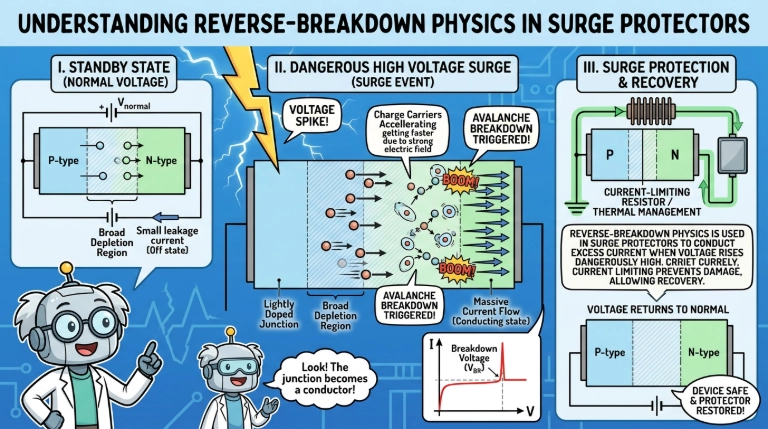 UNDERSTANDING REVERSE-BREAKDOWN PHYSICS IN SURGE PROTECTORS
I. STANDBY STATE
(NORMAL VOLTAGE)
+
Vnormal
P-type
N-type
Broad
Depletion
Region
Small leakage
current
(Off state)
II. DANGEROUS HIGH VOLTAGE SURGE
(SURGE EVENT)
VOLTAGE
SPIKE!
Charge Carriers
Accellerating
getting faster
due to strong
electric field
AVALANCHE
BREAKDOWN
TRIGGERED!
BOOM!
BOOM!
Lightly
Doped
Junction
Broad
Depletion
Region
AVALANCHE
BREAKDOWN
TRIGGERED!
Massive
Current Flow
(Conducting state)
Look! The
junction becomes
a conductor!
I
Breakdown
Voltage
(VBR)
V
III. SURGE PROTECTION
& RECOVERY
P
N
CURRENT-LIMITING
RESISTOR
/ THERMAL MANAGEMENT
REVERSE-BREAKDOWN PHYSICS IS USED
IN SURGE PROTECTORS TO CONDUCT
EXCESS CURRENT WHEN VOLTAGE RISES
DANGEROUSLY HIGH. CRRIET CURRELY,
CURRENT LIMITING PREVENTS DAMAGE,
ALLOWING RECOVERY.
VOLTAGE RETURNS TO NORMAL
P-type
N-type
DEVICE SAFE
& PROTECTOR
RESTORED!